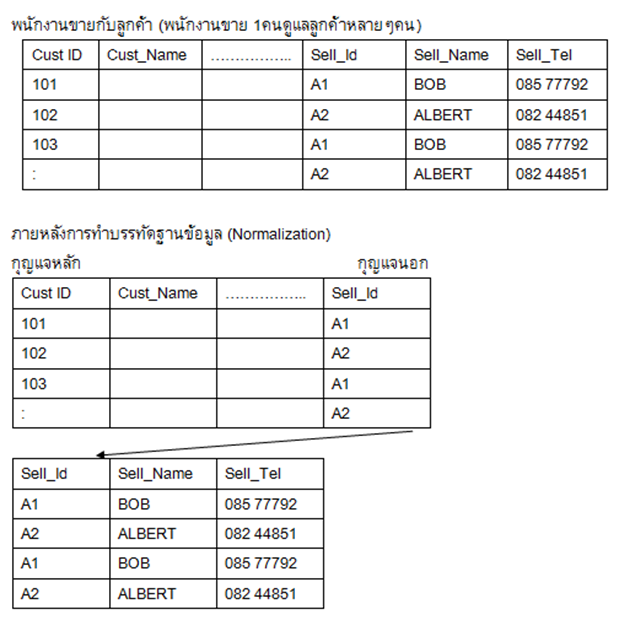 พนักงานขายกับลูกค้า (พนักงานขาย 1คนดูแลลูกค้าหลายๆคน)
Cust ID Cust_Name ................. Sell_Id Sell_Name Sell_Tel
101 A1 BOB 085 77792
102 A2 ALBERT 082 44851
103 A1 BOB 085 77792
: A2 ALBERT 082 44851
ภายหลังการทำบรรทัดฐานข้อมูล (Normalization)
กุญแจหลัก กุญแจนอก
Cust ID Cust_Name ................. Sell_Id
101 A1
102 A2
103 A1
: A2
Sell_Id Sell_Name Sell_Tel
A1 BOB 085 77792
A2 ALBERT 082 44851
A1 BOB 085 77792
A2 ALBERT 082 44851